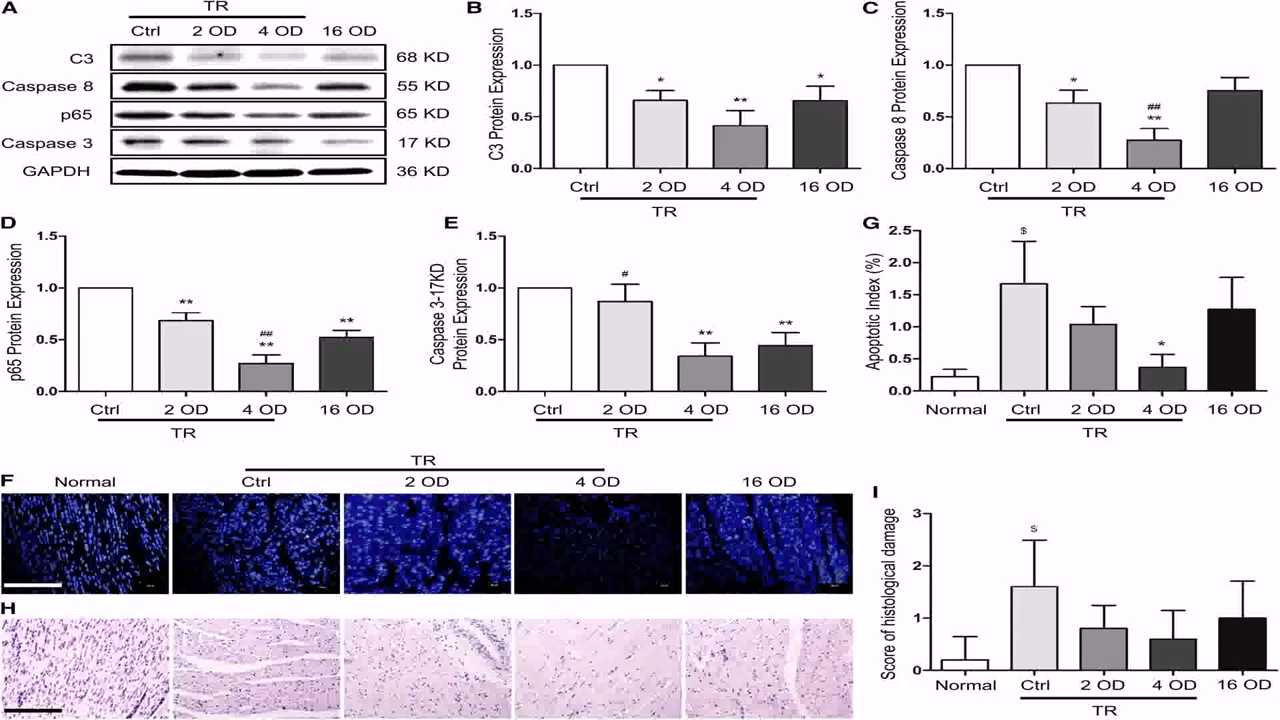 A
TR
Ctrl 2 OD 4 OD 16 OD
C3 68 KD
Caspase 8 55 KD
p65 65 KD
Caspase 3 17 KD
GAPDH 36 KD
B
C3 Protein Expression
1.5
1.0
0.5
0.0
*
**
*
Ctrl 2 OD 4 OD 16 OD
TR
C
Caspase 8 Protein Expression
1.5
1.0
0.5
0.0
*
##
**
Ctrl 2 OD 4 OD 16 OD
TR
D
p65 Protein Expression
1.5
1.0
0.5
0.0
**
##
**
**
Ctrl 2 OD 4 OD 16 OD
TR
E
Caspase 3-17KD
Protein Expression
1.5
1.0
0.5
0.0
#
**
**
Ctrl 2 OD 4 OD 16 OD
TR
G
Apoptotic Index (%)
2.5
2.0
1.5
1.0
0.5
0.0
$
*
Normal Ctrl 2 OD 4 OD 16 OD
TR
F
TR
Normal Ctrl 2 OD 4 OD 16 OD
H
I
Score of histological damage
3
2
1
0
$
Normal Ctrl 2 OD 4 OD 16 OD
TR